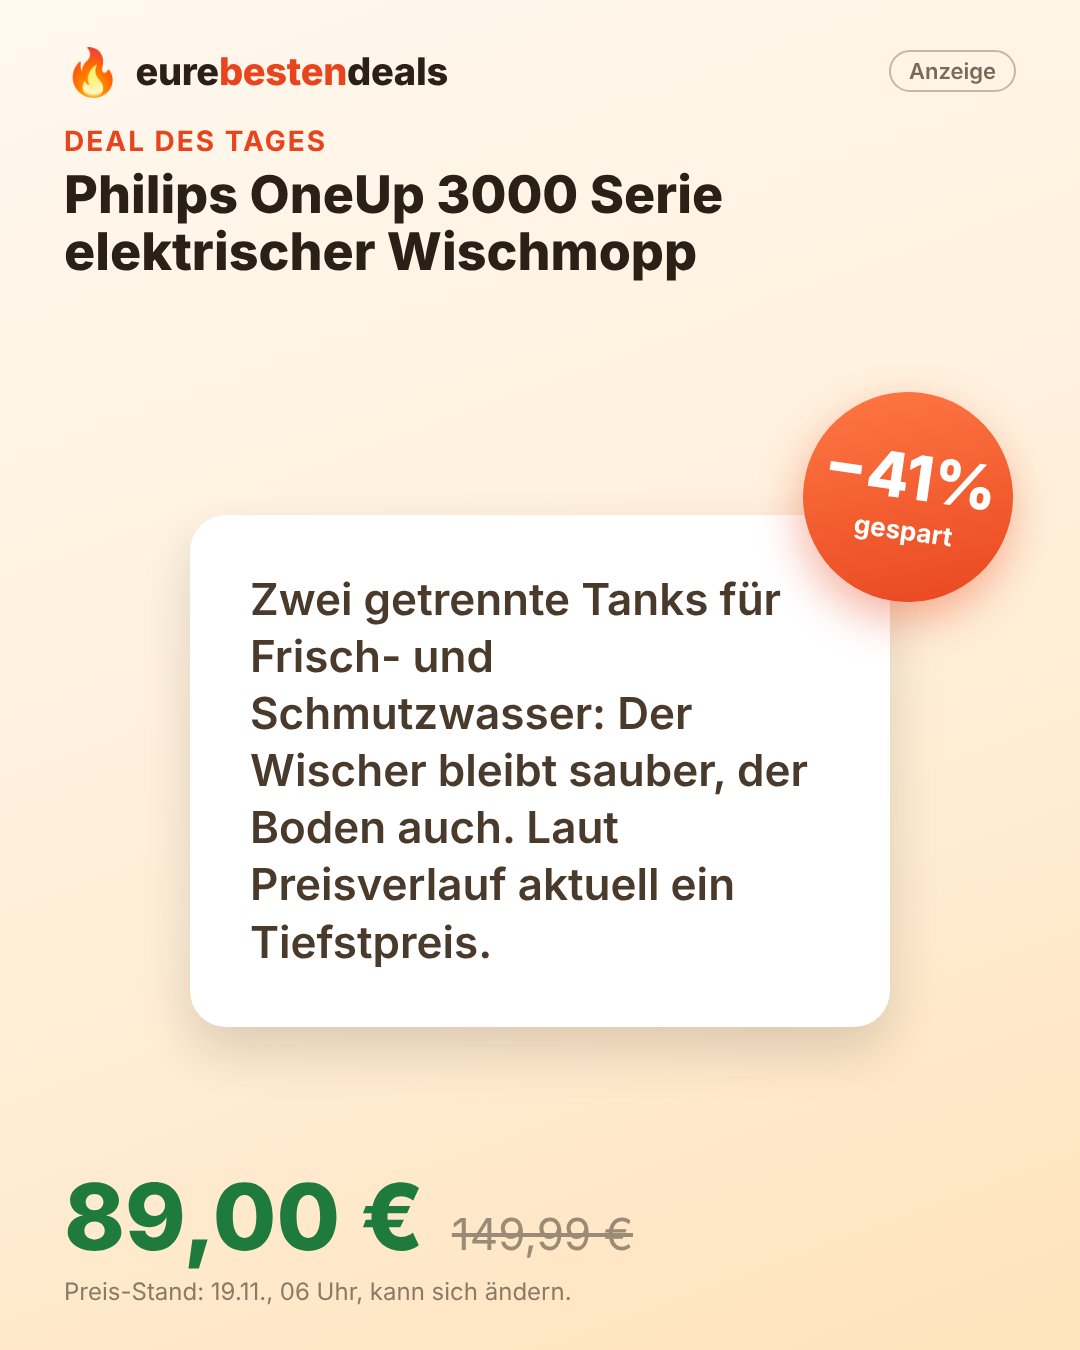 eurebestendeals
Anzeige
DEAL DES TAGES
Philips OneUp 3000 Serie
elektrischer Wischmopp
−41%
gespart
Zwei getrennte Tanks für
Frisch- und
Schmutzwasser: Der
Wischer bleibt sauber, der
Boden auch. Laut
Preisverlauf aktuell ein
Tiefstpreis.
89,00 € 149,99 €
Preis-Stand: 19.11., 06 Uhr, kann sich ändern.